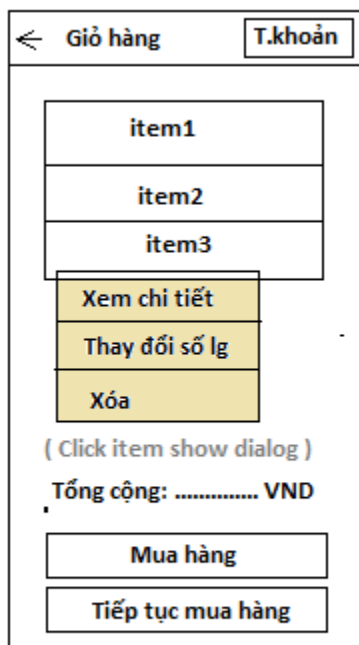 Giỏ hàng T.khoản
item1
item2
item3
Xem chi tiết
Thay đổi số lg
Xóa
( Click item show dialog )
Tổng cộng: .............. VND
Mua hàng
Tiếp tục mua hàng